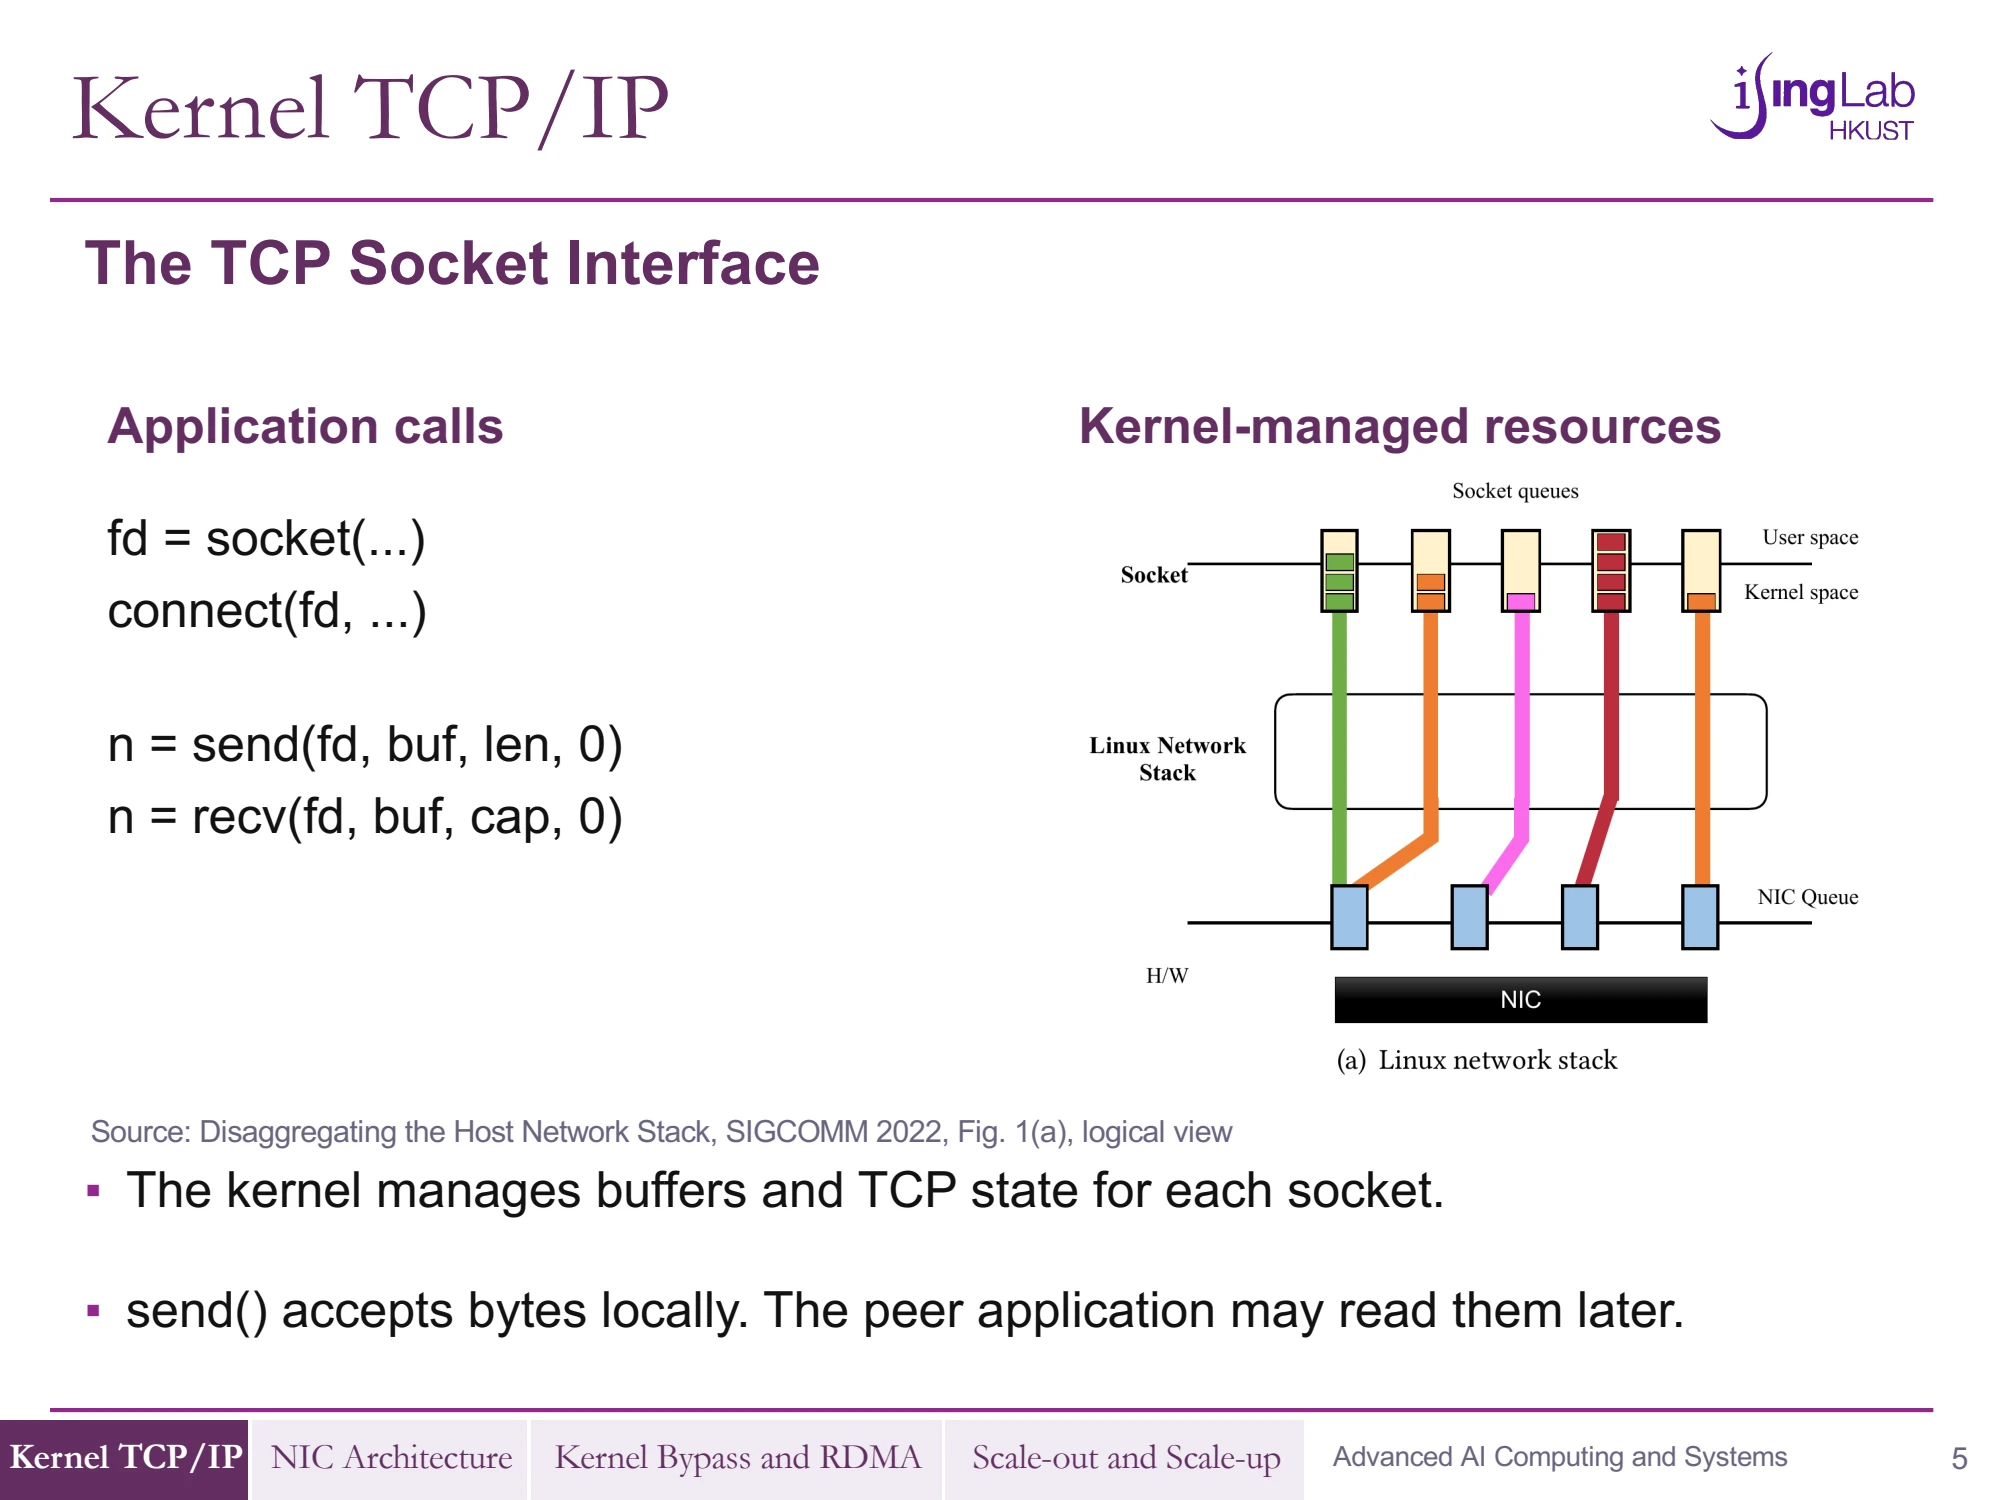 Kernel TCP/IP
isingLab
HKUST
The TCP Socket Interface
Application calls
fd = socket(...)
connect(fd, ...)
n = send(fd, buf, len, 0)
n = recv(fd, buf, cap, 0)
Kernel-managed resources
Socket queues
User space
Socket
Kernel space
Linux Network
Stack
NIC Queue
H/W
NIC
(a) Linux network stack
Source: Disaggregating the Host Network Stack, SIGCOMM 2022, Fig. 1(a), logical view
▪ The kernel manages buffers and TCP state for each socket.
▪ send() accepts bytes locally. The peer application may read them later.
Kernel TCP/IP
NIC Architecture
Kernel Bypass and RDMA
Scale-out and Scale-up
Advanced AI Computing and Systems
5